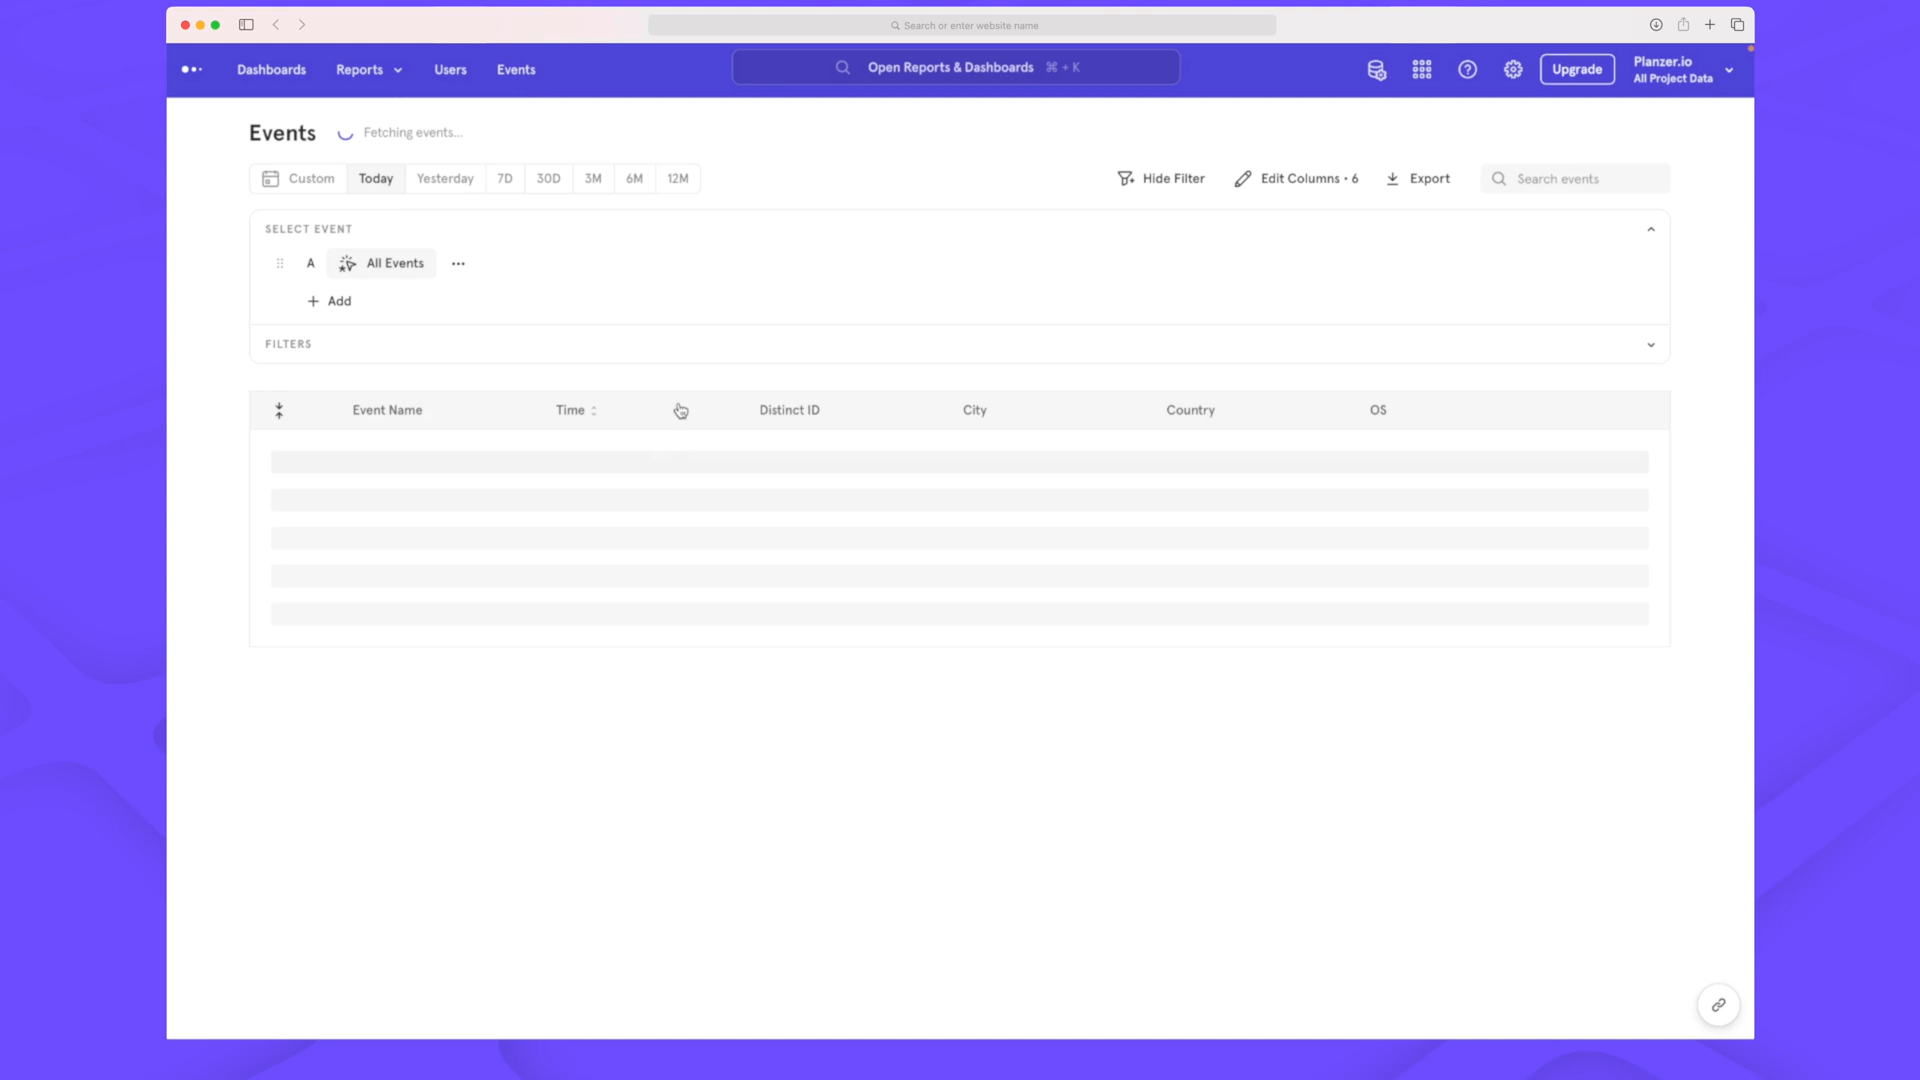 Search or enter website name
Dashboards Reports Users Events
Open Reports & Dashboards ⌘ + K
Upgrade
Planzer.io
All Project Data
Events Fetching events...
Custom Today Yesterday 7D 30D 3M 6M 12M
Hide Filter Edit Columns • 6 Export Search events
SELECT EVENT
A All Events
+ Add
FILTERS
Event Name Time Distinct ID City Country OS